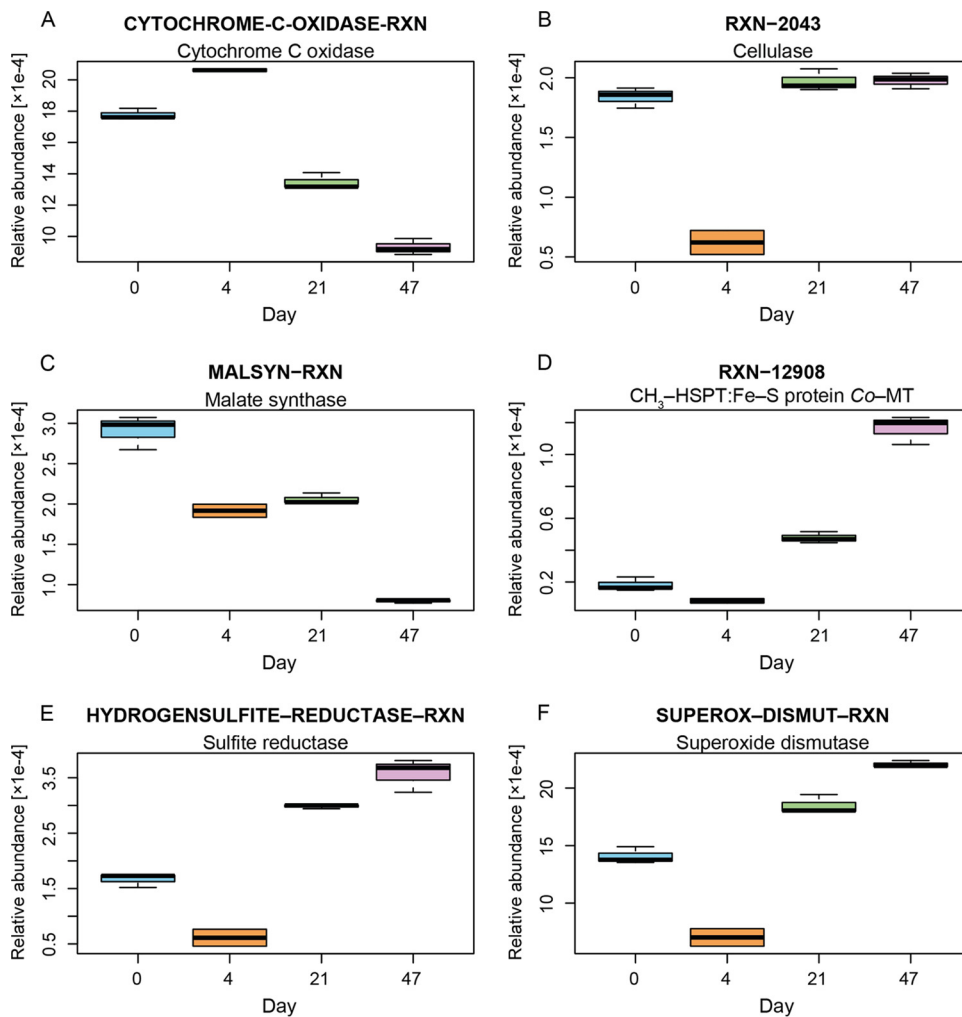 A
CYTOCHROME-C-OXIDASE-RXN
Cytochrome C oxidase
Relative abundance [×1e-4]
20
18
16
14
12
10
0 4 21 47
Day
B
RXN−2043
Cellulase
Relative abundance [×1e-4]
2.0
1.5
1.0
0.5
0 4 21 47
Day
C
MALSYN−RXN
Malate synthase
Relative abundance [×1e-4]
3.0
2.5
2.0
1.5
1.0
0 4 21 47
Day
D
RXN−12908
CH₃–HSPT:Fe–S protein Co–MT
Relative abundance [×1e-4]
1.0
0.6
0.2
0 4 21 47
Day
E
HYDROGENSULFITE–REDUCTASE–RXN
Sulfite reductase
Relative abundance [×1e-4]
3.5
2.5
1.5
0.5
0 4 21 47
Day
F
SUPEROX–DISMUT–RXN
Superoxide dismutase
Relative abundance [×1e-4]
20
15
10
0 4 21 47
Day